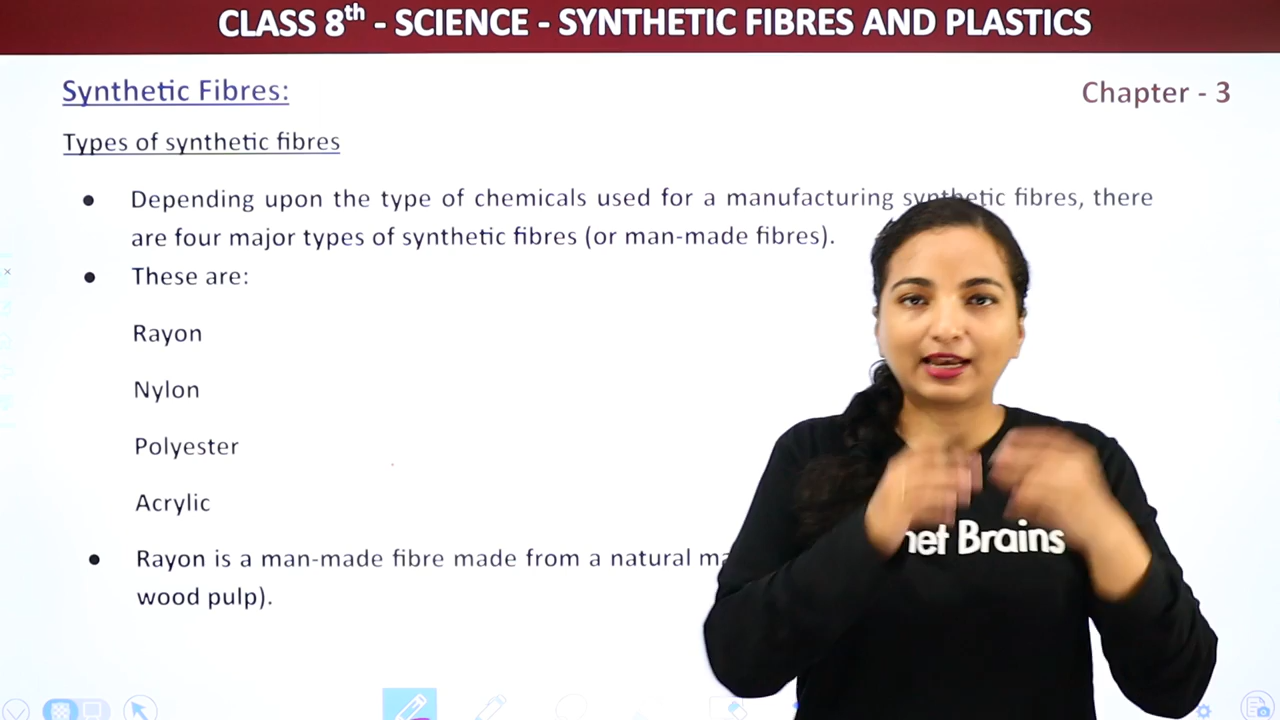 CLASS 8th - SCIENCE - SYNTHETIC FIBRES AND PLASTICS
Synthetic Fibres:
Chapter - 3
Types of synthetic fibres
● Depending upon the type of chemicals used for a manufacturing synthetic fibres, there
are four major types of synthetic fibres (or man-made fibres).
● These are:
Rayon
Nylon
Polyester
Acrylic
● Rayon is a man-made fibre made from a natural
wood pulp).
Brains